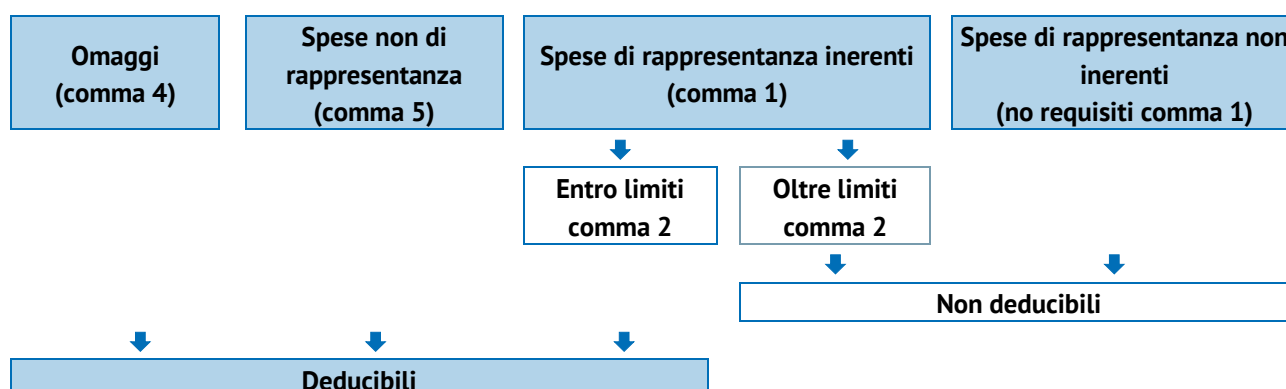 Omaggi
(comma 4)
Spese non di
rappresentanza
(comma 5)
Spese di rappresentanza inerenti
(comma 1)
Spese di rappresentanza non
inerenti
(no requisiti comma 1)
Entro limiti
comma 2
Oltre limiti
comma 2
Non deducibili
Deducibili